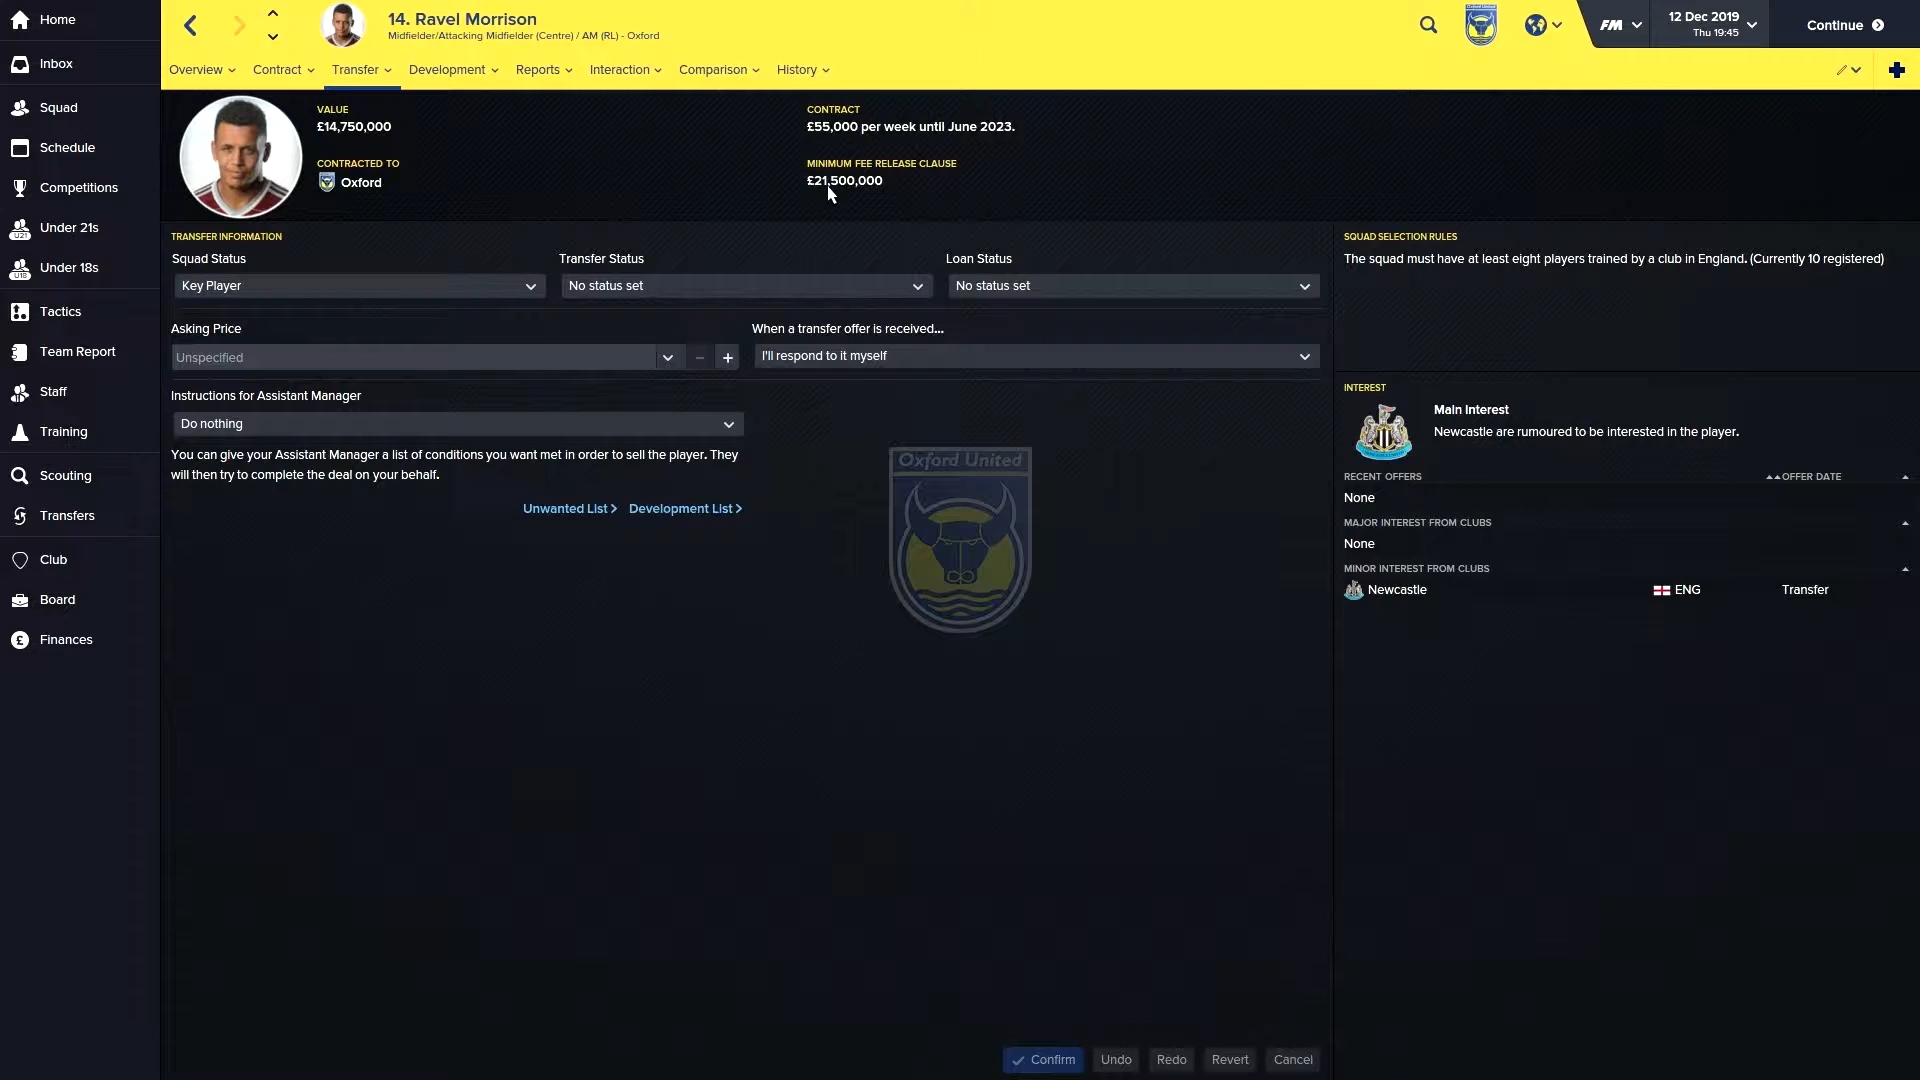 Home
Inbox
Squad
Schedule
Competitions
U21
Under 21s
U18
Under 18s
Tactics
Team Report
Staff
Training
Scouting
Transfers
Club
Board
Finances
14. Ravel Morrison
Midfielder/Attacking Midfielder (Centre) / AM (RL) - Oxford
FM
12 Dec 2019
Thu 19:45
Continue
Overview
Contract
Transfer
Development
Reports
Interaction
Comparison
History
VALUE
£14,750,000
CONTRACTED TO
Oxford
CONTRACT
£55,000 per week until June 2023.
MINIMUM FEE RELEASE CLAUSE
£21,500,000
TRANSFER INFORMATION
Squad Status
Transfer Status
Loan Status
Key Player
No status set
No status set
Asking Price
When a transfer offer is received...
Unspecified
I'll respond to it myself
Instructions for Assistant Manager
Do nothing
You can give your Assistant Manager a list of conditions you want met in order to sell the player. They
will then try to complete the deal on your behalf.
Unwanted List >
Development List >
Oxford United
SQUAD SELECTION RULES
The squad must have at least eight players trained by a club in England. (Currently 10 registered)
INTEREST
Main Interest
Newcastle are rumoured to be interested in the player.
RECENT OFFERS
OFFER DATE
None
MAJOR INTEREST FROM CLUBS
None
MINOR INTEREST FROM CLUBS
Newcastle
ENG
Transfer
Confirm
Undo
Redo
Revert
Cancel